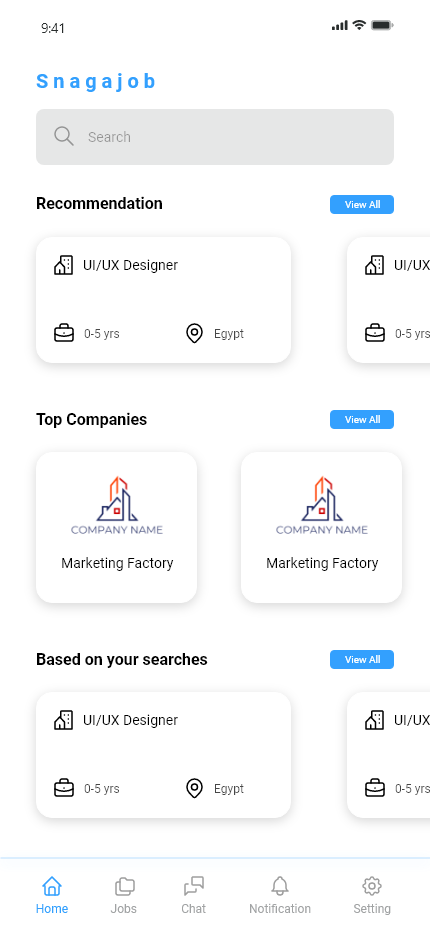 9:41
Snagajob
Search
Recommendation
View All
UI/UX Designer
UI/UX
0-5 yrs
Egypt
0-5 yrs
Top Companies
View All
COMPANY NAME
COMPANY NAME
Marketing Factory
Marketing Factory
Based on your searches
View All
UI/UX Designer
UI/UX
0-5 yrs
Egypt
0-5 yrs
Home
Jobs
Chat
Notification
Setting